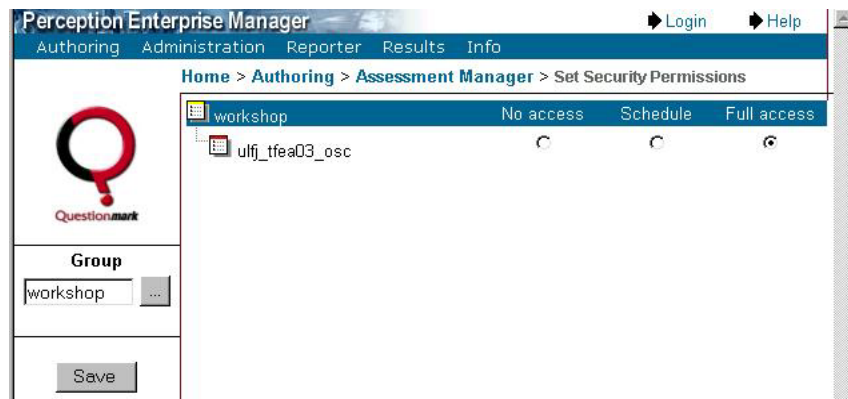 Perception Enterprise Manager Login Help
Authoring Administration Reporter Results Info
Home > Authoring > Assessment Manager > Set Security Permissions
workshop No access Schedule Full access
ulfj_tfea03_osc
Questionmark
Group
workshop ...
Save